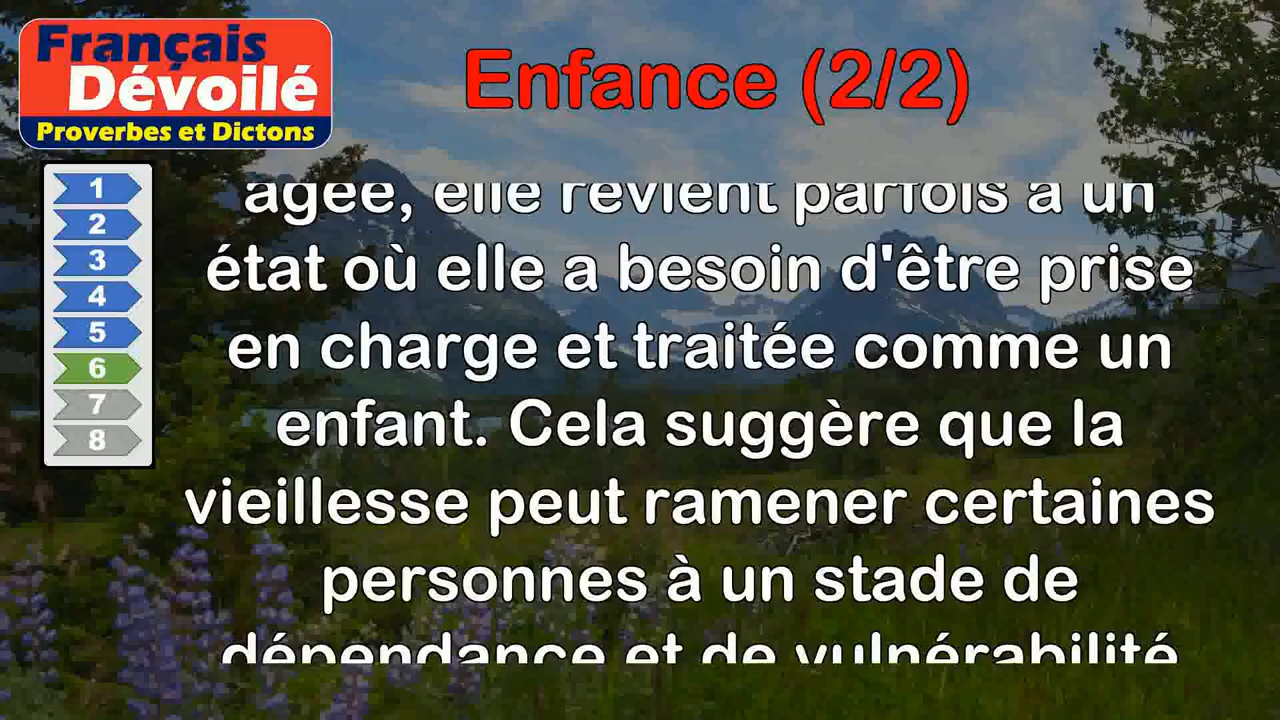 Français
Dévoilé
Proverbes et Dictons
Enfance (2/2)
1
2
3
4
5
6
7
8
âgée, elle revient parfois à un
état où elle a besoin d'être prise
en charge et traitée comme un
enfant. Cela suggère que la
vieillesse peut ramener certaines
personnes à un stade de
dépendance et de vulnérabilité